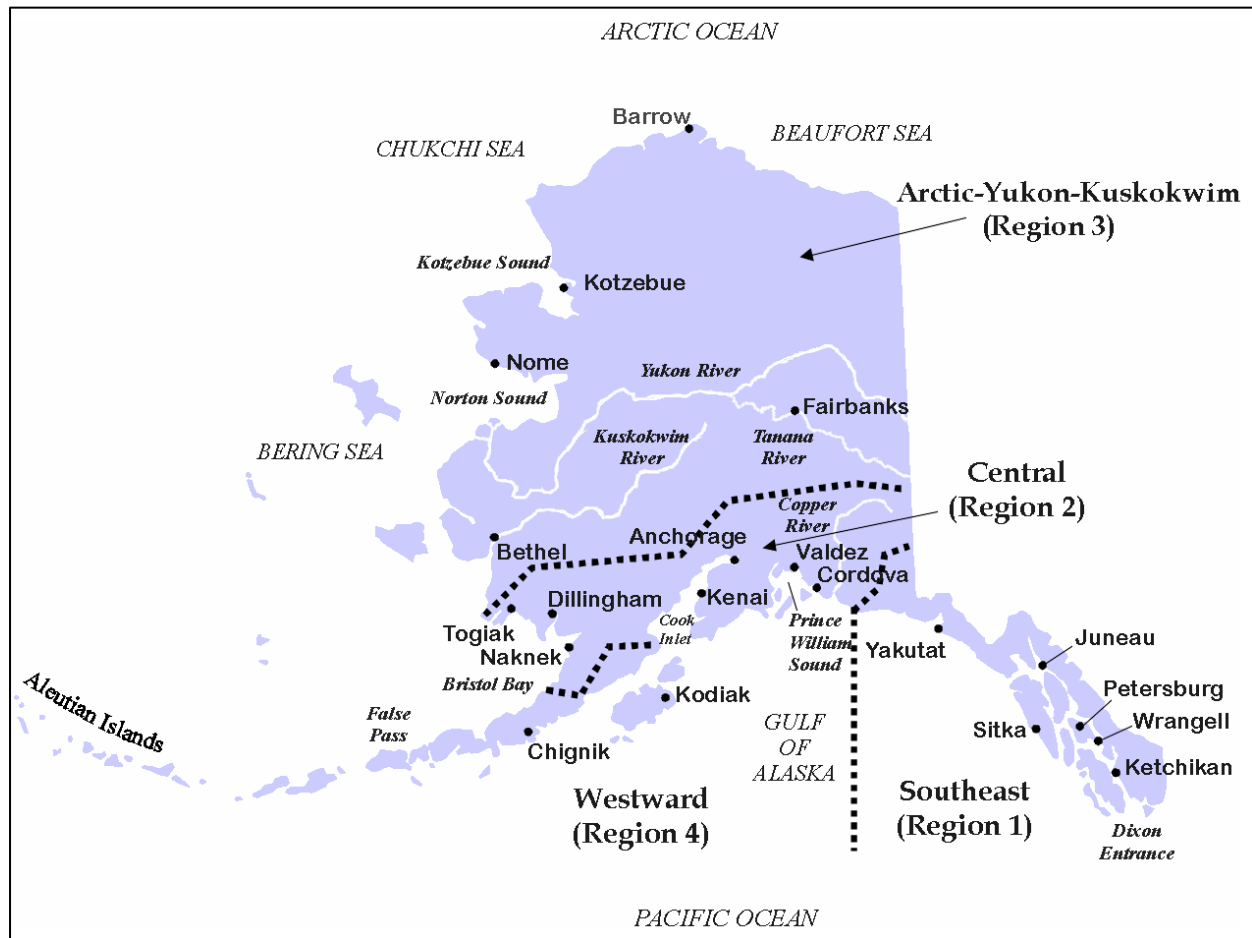 ARCTIC OCEAN
Barrow
BEAUFORT SEA
CHUKCHI SEA
Arctic-Yukon-Kuskokwim
(Region 3)
Kotzebue Sound
Kotzebue
Nome
Yukon River
Norton Sound
Fairbanks
Kuskokwim
River
Tanana
River
BERING SEA
Central
(Region 2)
Copper
River
Anchorage
Bethel
Valdez
Cordova
Dillingham
Kenai
Togiak
Cook
Inlet
Prince
William
Sound
Yakutat
Naknek
Juneau
Bristol Bay
Kodiak
Petersburg
Aleutian Islands
False
Pass
Sitka
Wrangell
Chignik
GULF
OF
ALASKA
Ketchikan
Westward
(Region 4)
Southeast
(Region 1)
Dixon
Entrance
PACIFIC OCEAN